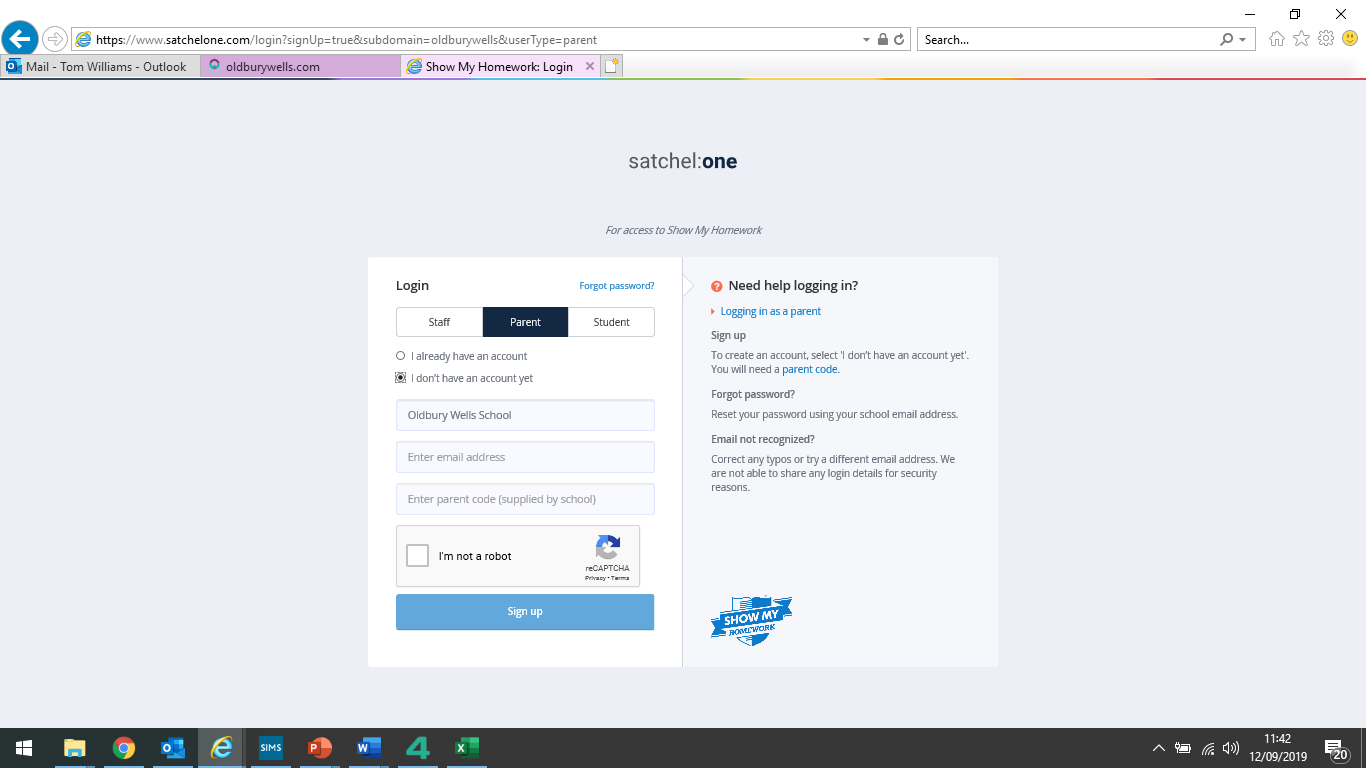 https://www.satchelone.com/login?signUp=true&subdomain=oldburywells&userType=parent
Search...
Mail - Tom Williams - Outlook
oldburywells.com
Show My Homework: Login
satchel:one
For access to Show My Homework
Login
Forgot password?
Staff
Parent
Student
I already have an account
I don't have an account yet
Oldbury Wells School
Enter email address
Enter parent code (supplied by school)
I'm not a robot
reCAPTCHA
Privacy • Terms
Sign up
Need help logging in?
Logging in as a parent
Sign up
To create an account, select 'I don't have an account yet'.
You will need a parent code.
Forgot password?
Reset your password using your school email address.
Email not recognized?
Correct any typos or try a different email address. We
are not able to share any login details for security
reasons.
SHOW MY
HOMEWORK
SIMS
11:42
12/09/2019
20